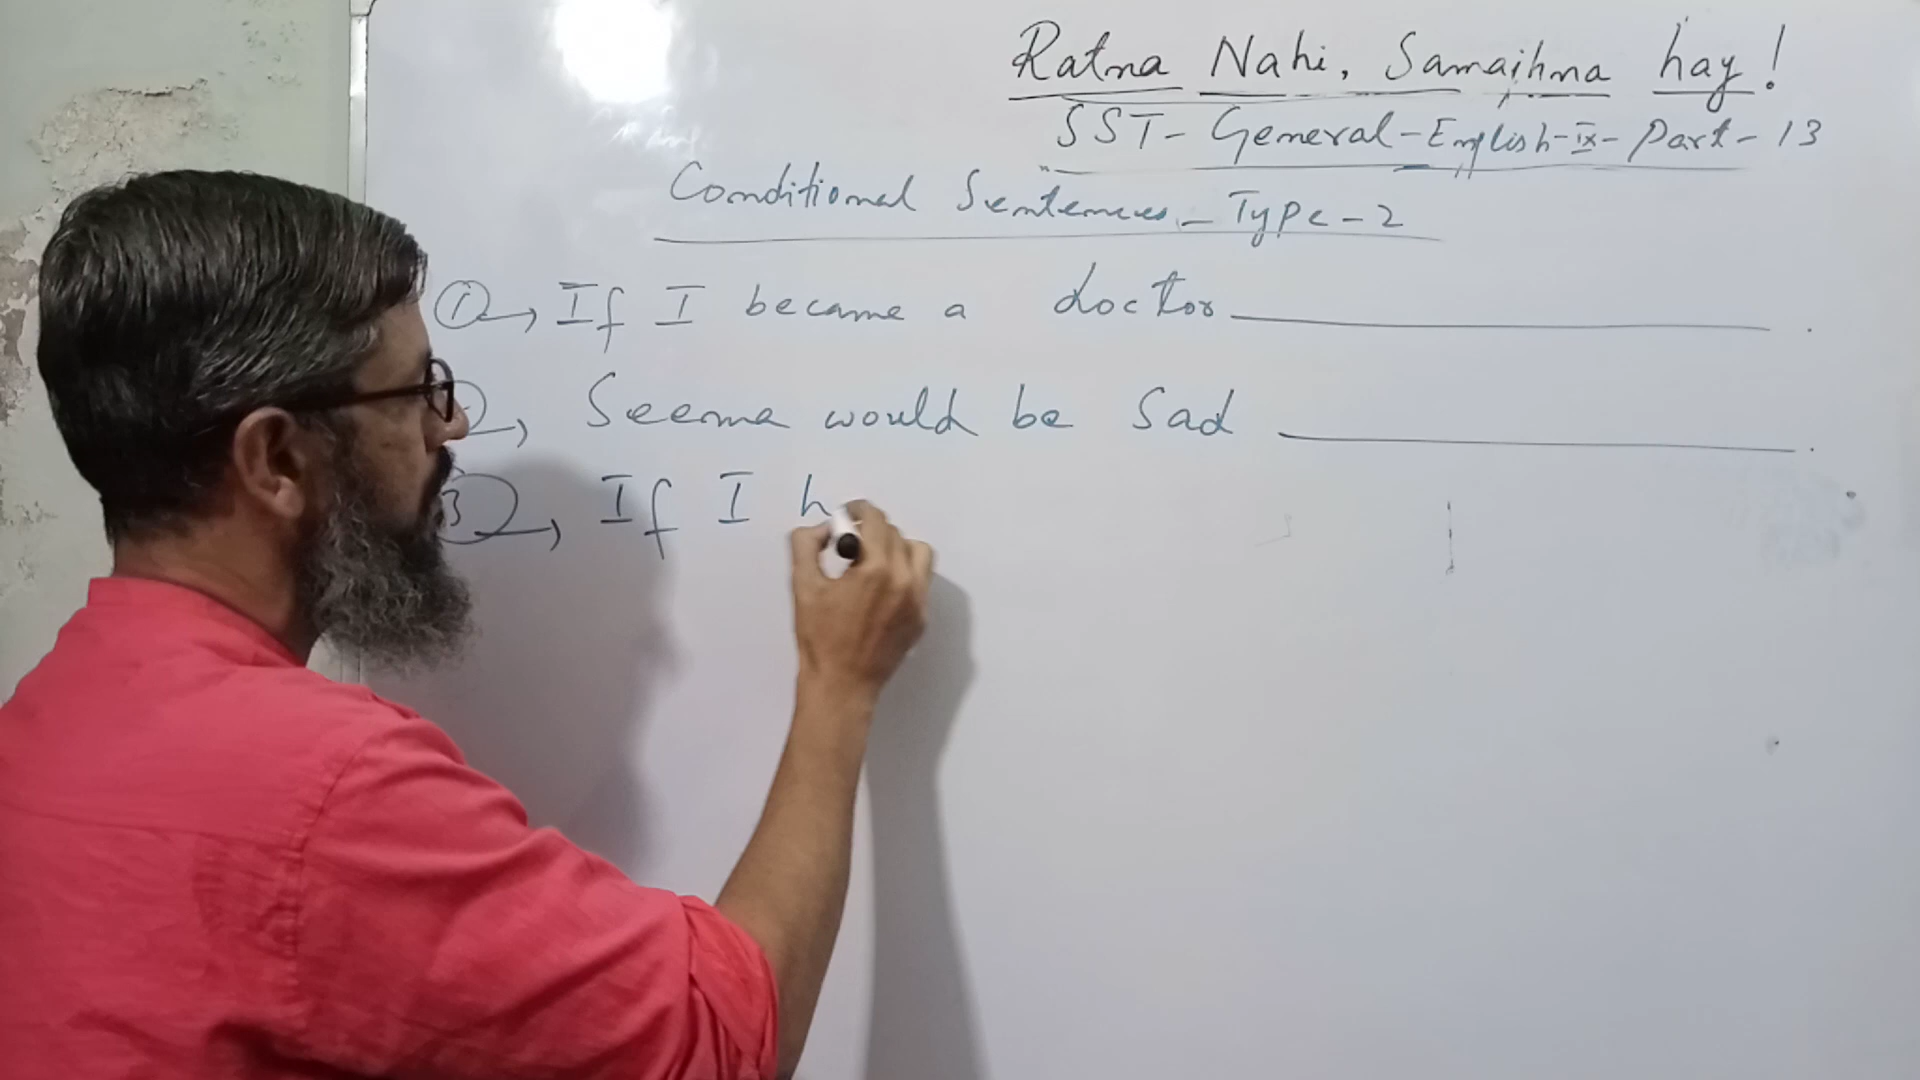 Ratna Nahi, Samajhna hay!
SST- General-English-IX- Part-13
Conditional Sentences - Type-2
① → If I became a doctor ________ .
→ Seema would be Sad ________ .
3 → If I h